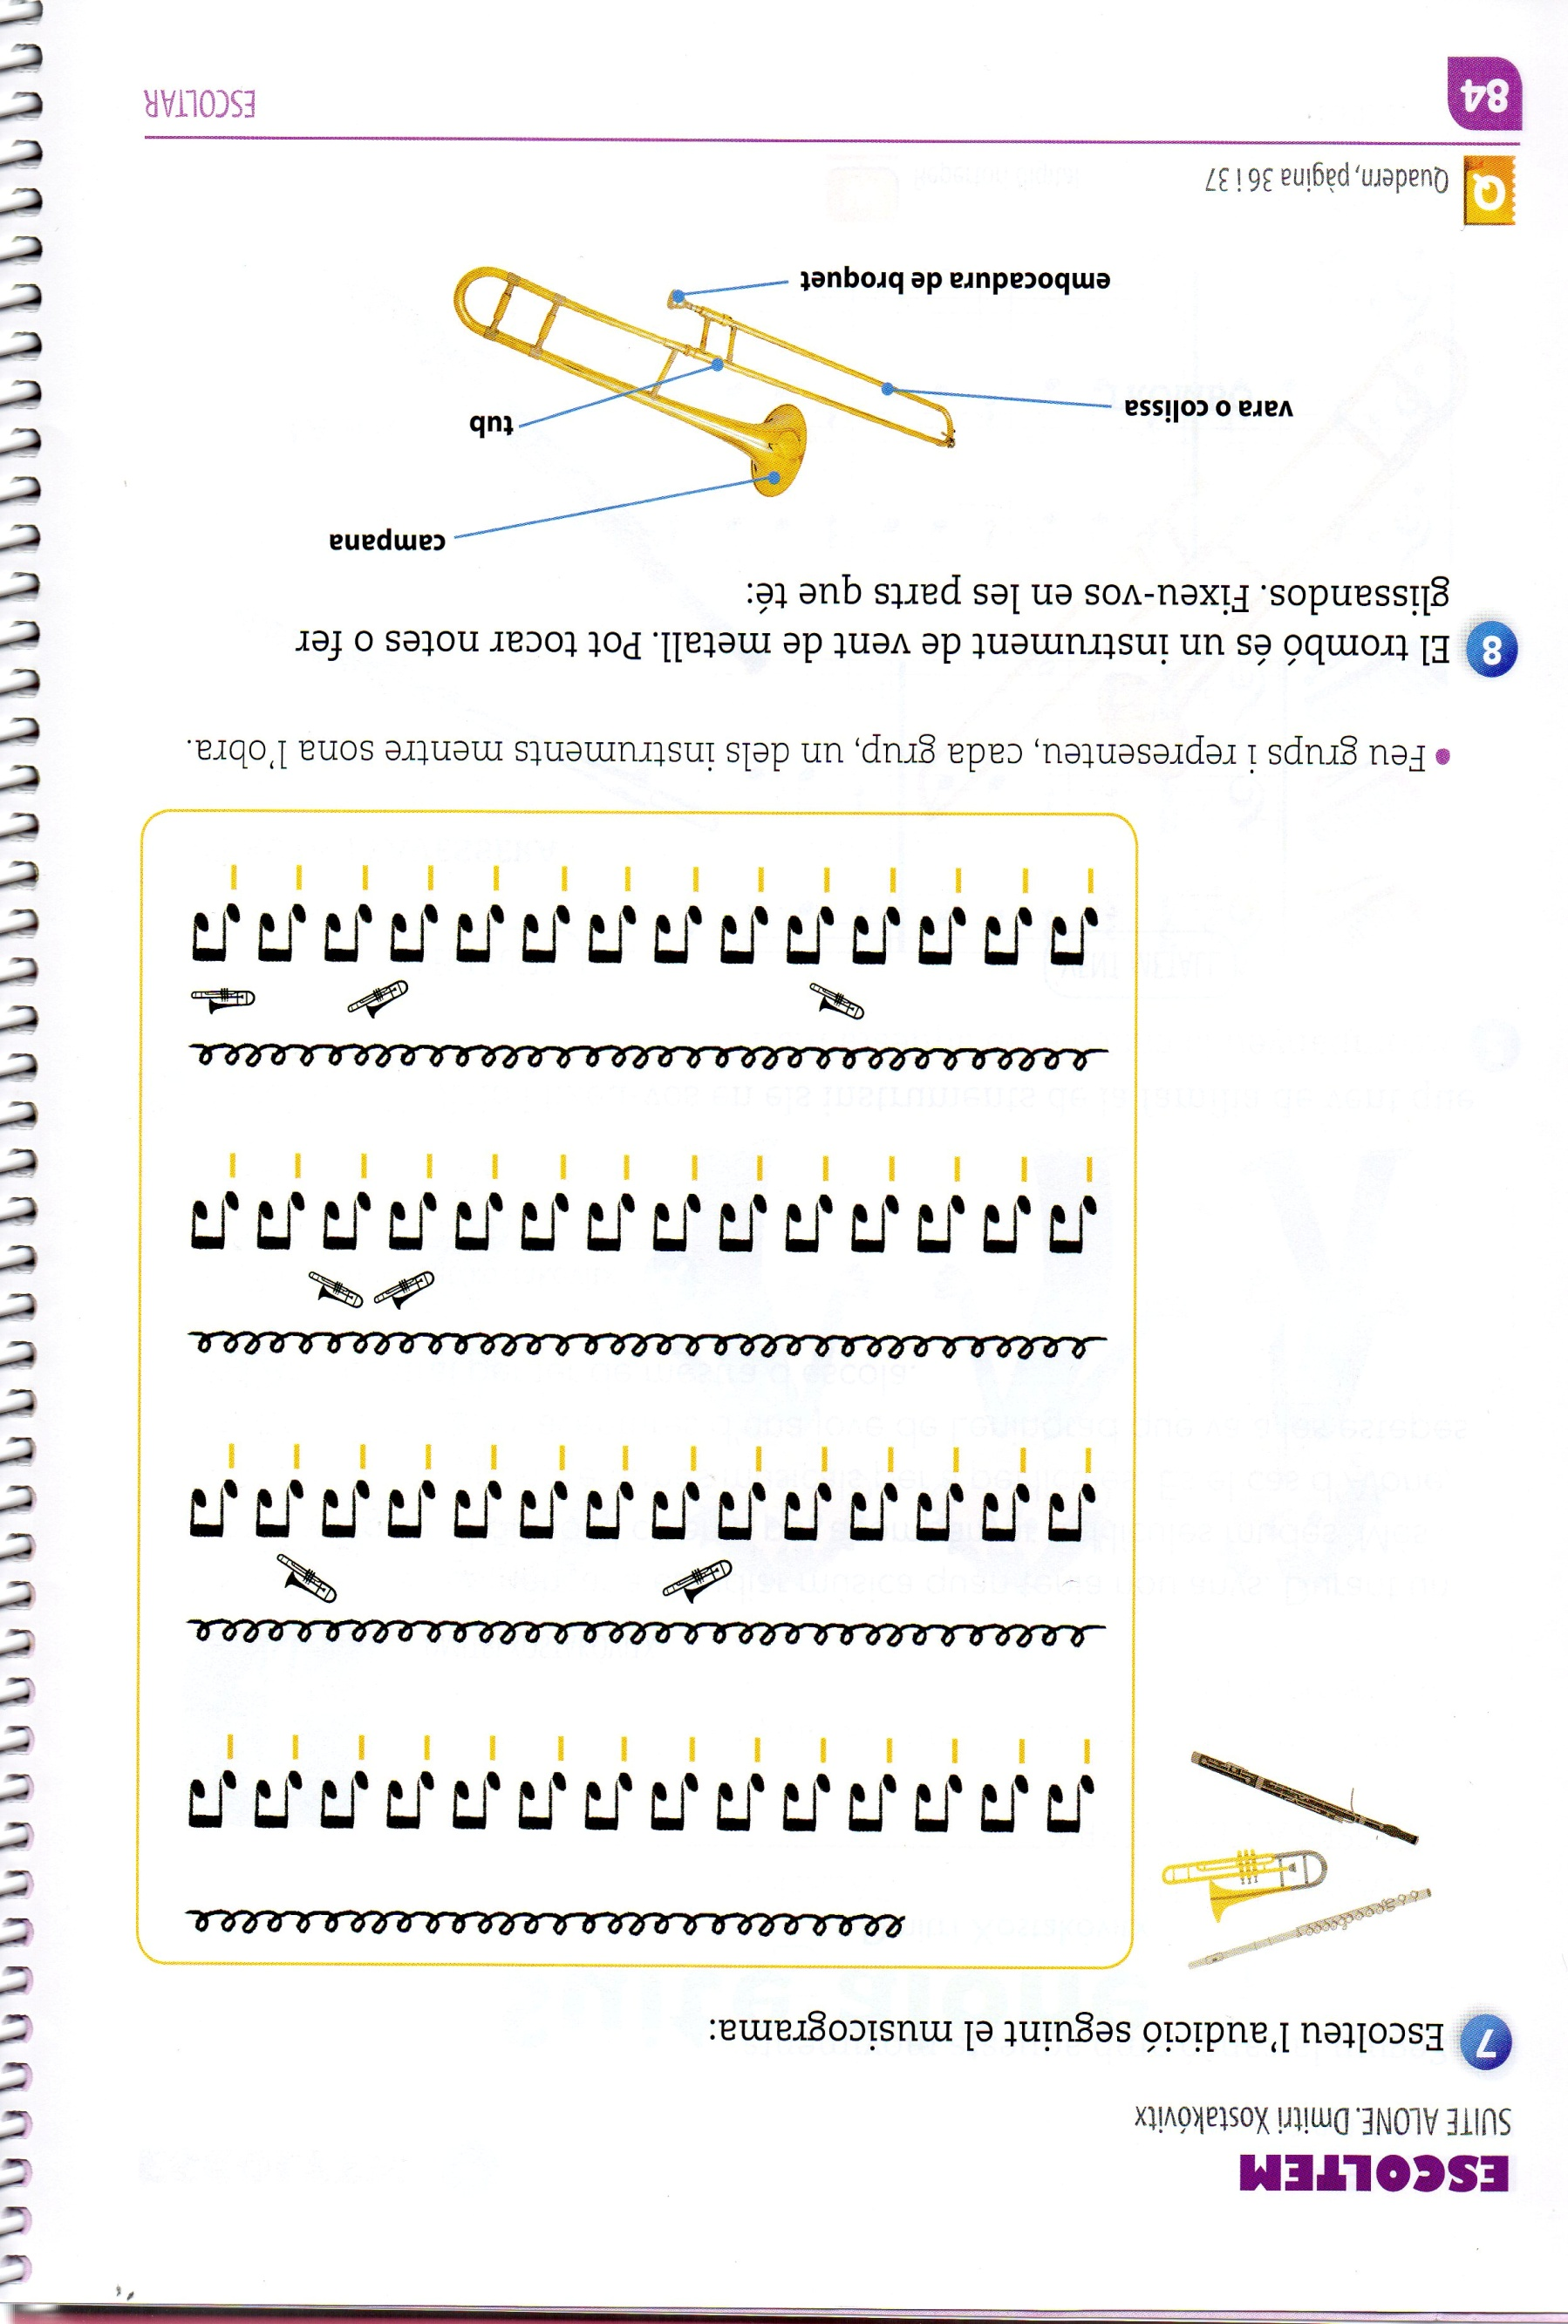 ESCOLTEM
SUITE ALONE. Dmitri Xostakóvitx
7 Escolteu l'audició seguint el musicograma:
• Feu grups i representeu, cada grup, un dels instruments mentre sona l'obra.
8 El trombó és un instrument de vent de metall. Pot tocar notes o fer
glissandos. Fixeu-vos en les parts que té:
campana
vara o colissa
tub
embocadura de broquet
Q Quadern, pàgina 36 i 37
84
ESCOLTAR